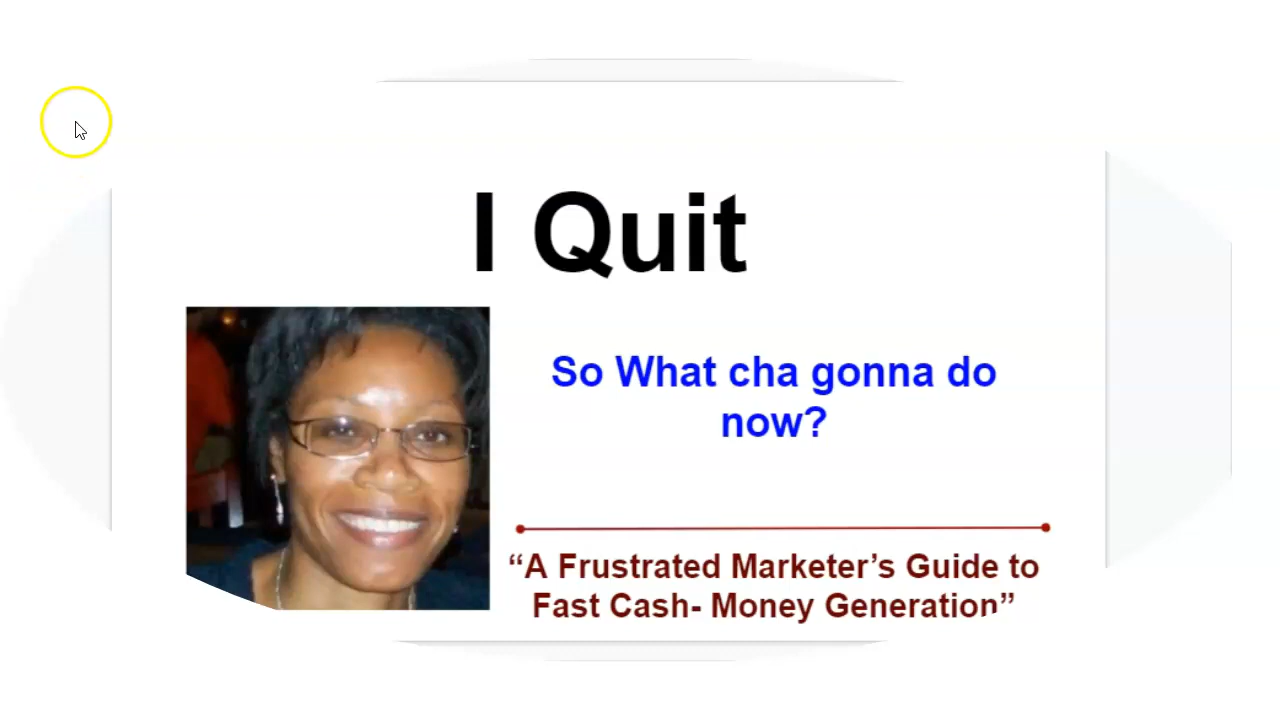 I Quit
So What cha gonna do
now?
“A Frustrated Marketer’s Guide to
Fast Cash- Money Generation”